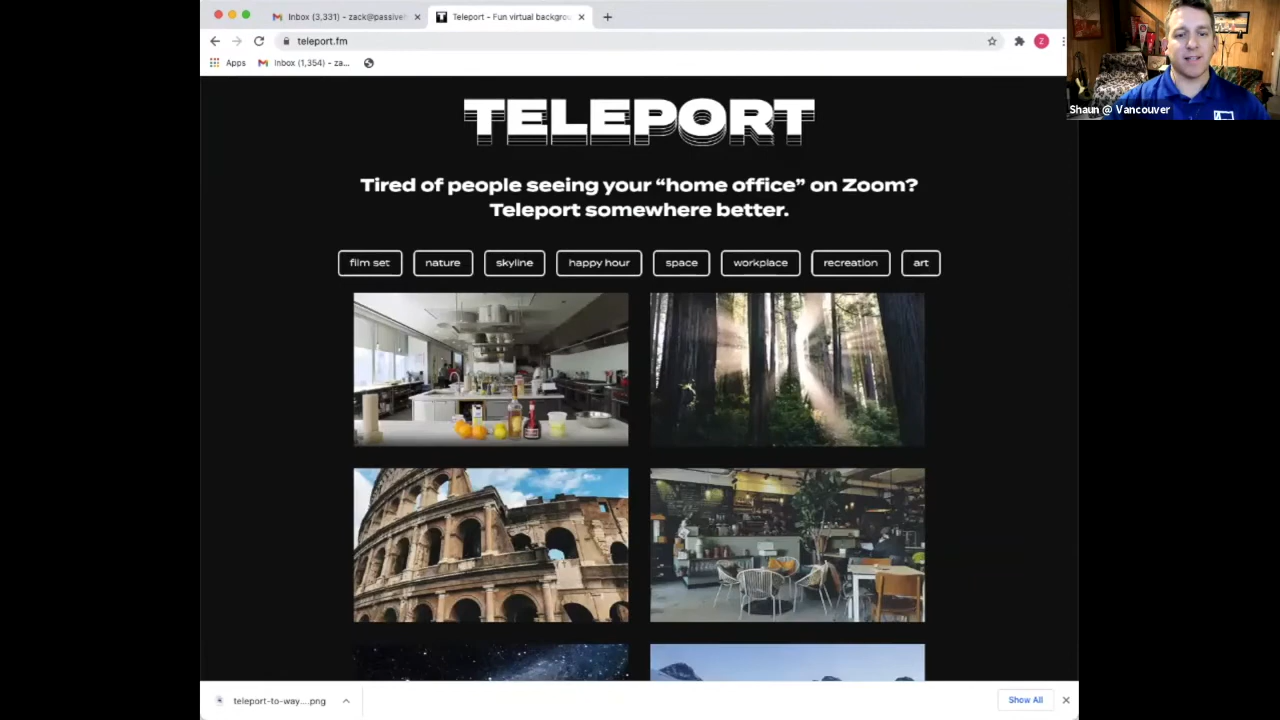 Inbox (3,331) - zack@passive
Teleport - Fun virtual backgrou
teleport.fm
Z
Apps
Inbox (1,354) - za...
Shaun @ Vancouver
TELEPORT
Tired of people seeing your “home office” on Zoom?
Teleport somewhere better.
film set
nature
skyline
happy hour
space
workplace
recreation
art
teleport-to-way....png
Show All